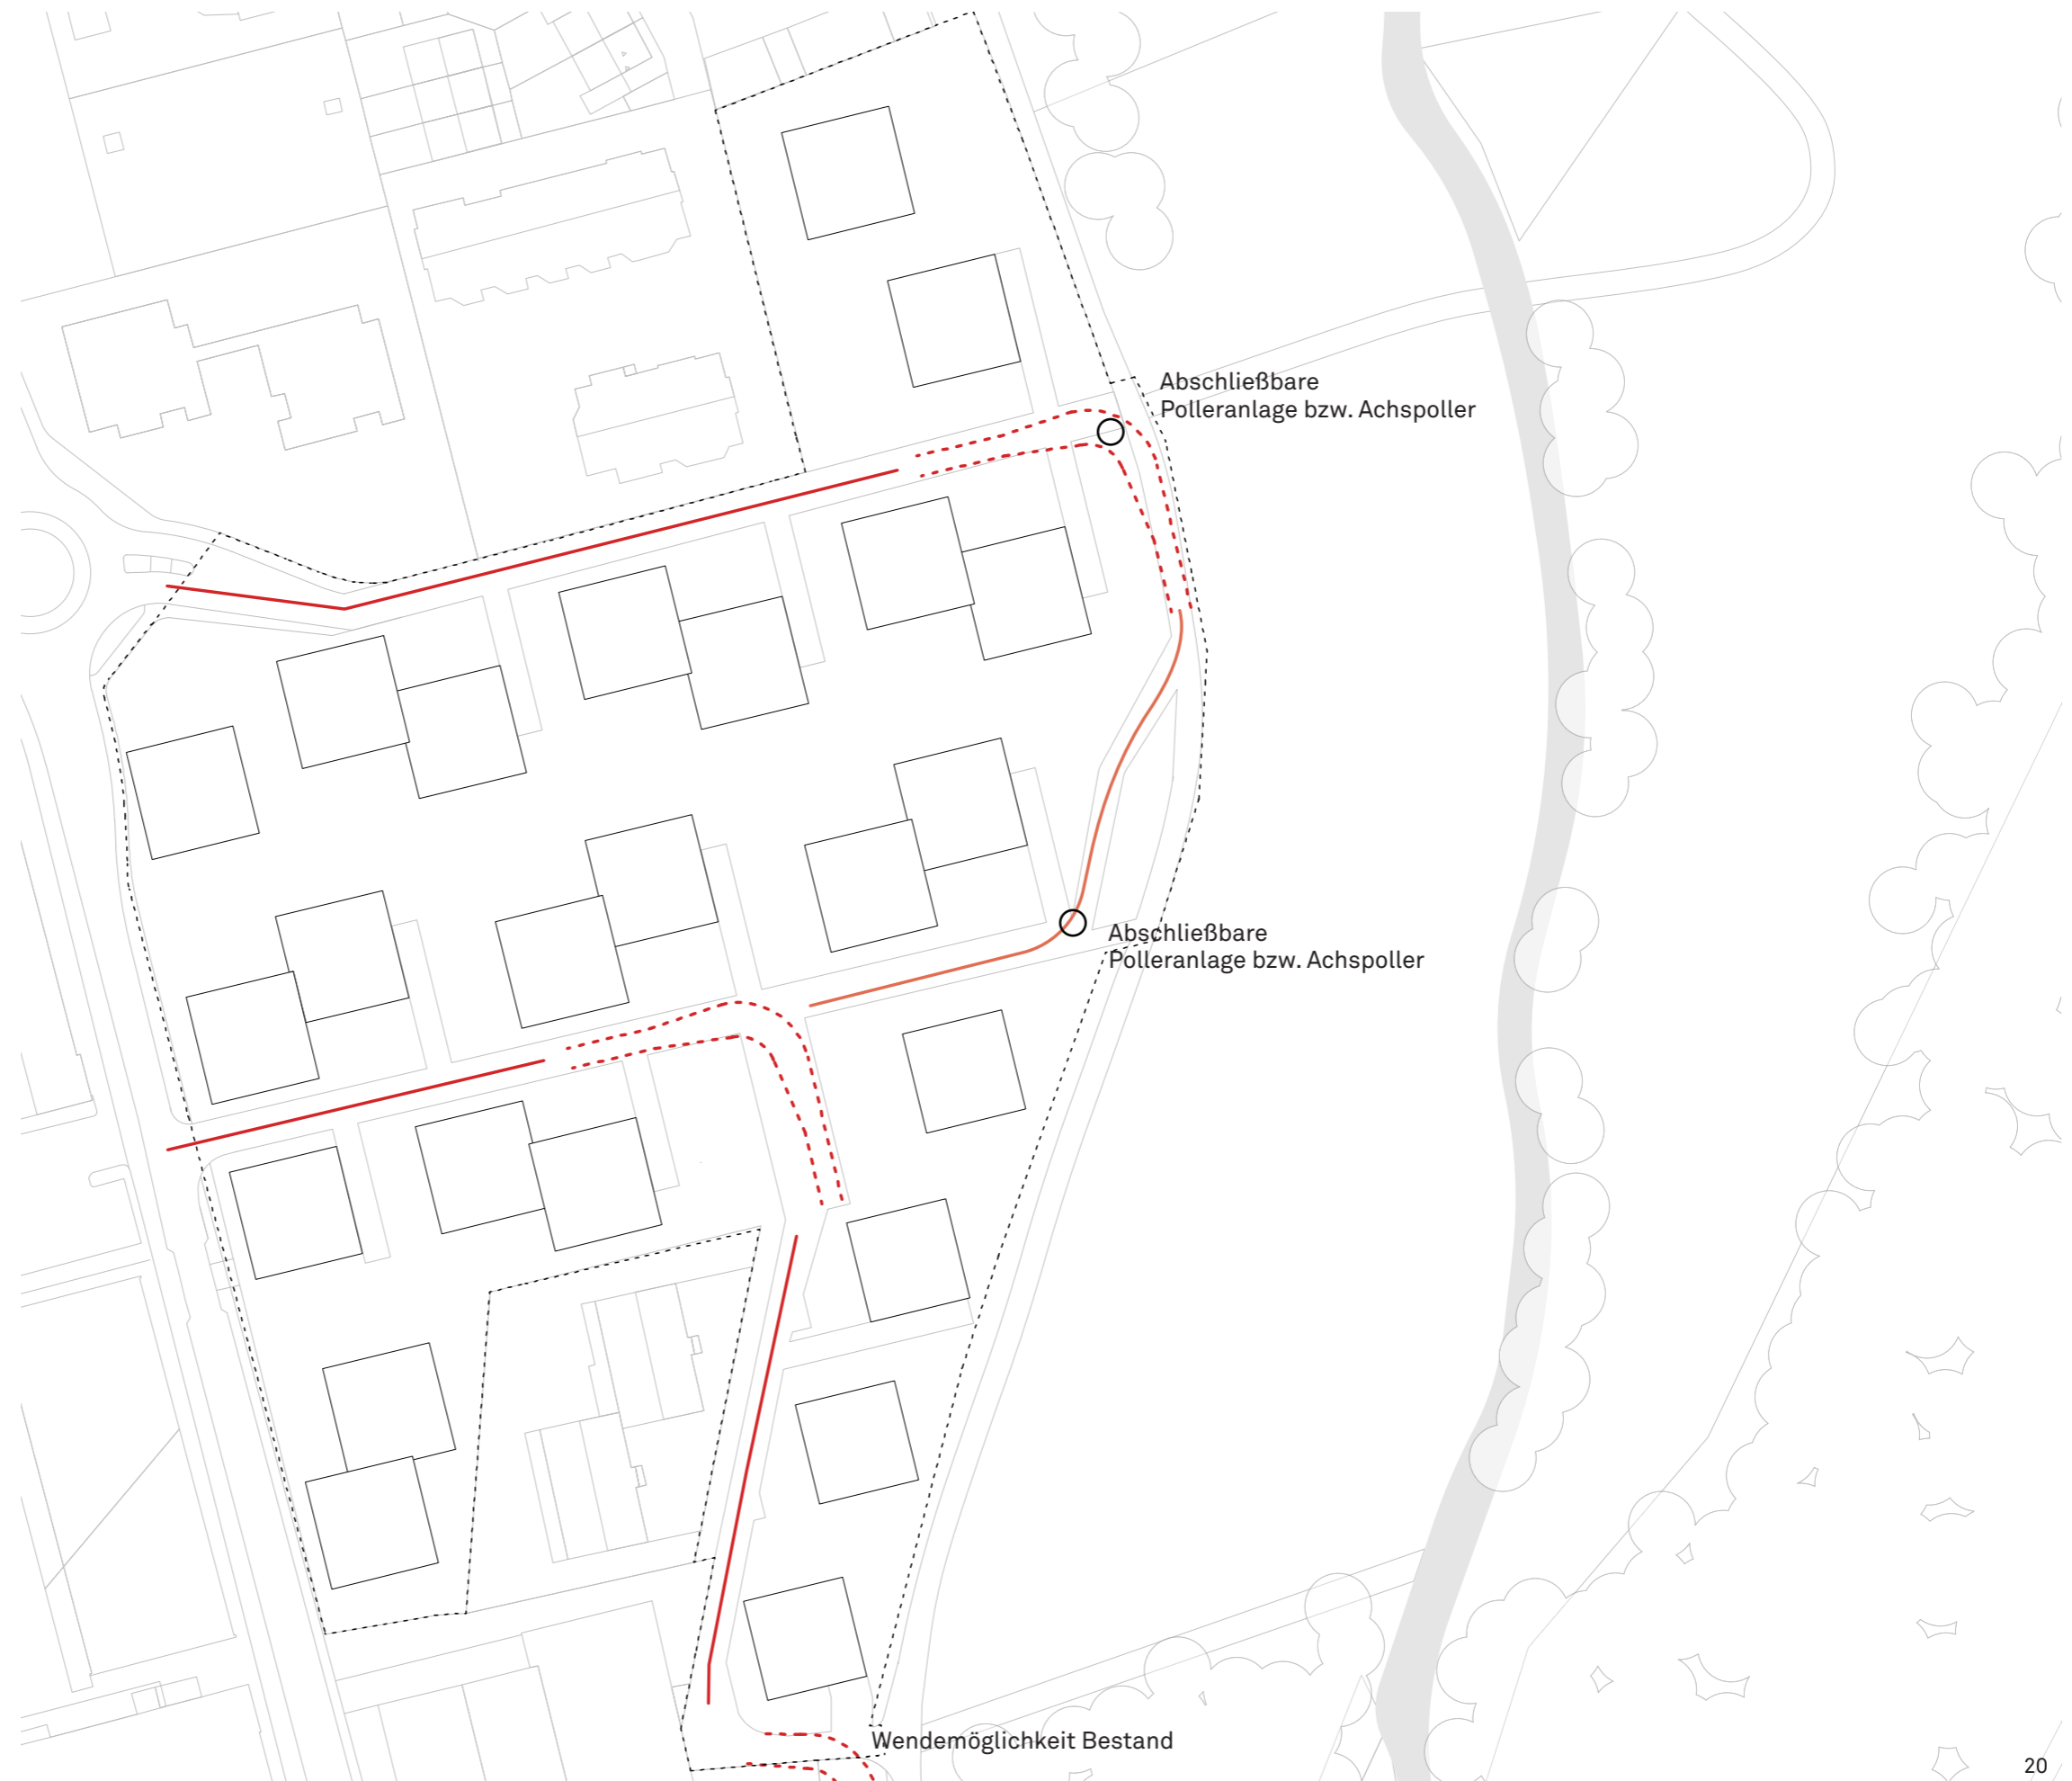 Abschließbare
Polleranlage bzw. Achspoller
Abschließbare
Polleranlage bzw. Achspoller
Wendemöglichkeit Bestand
20